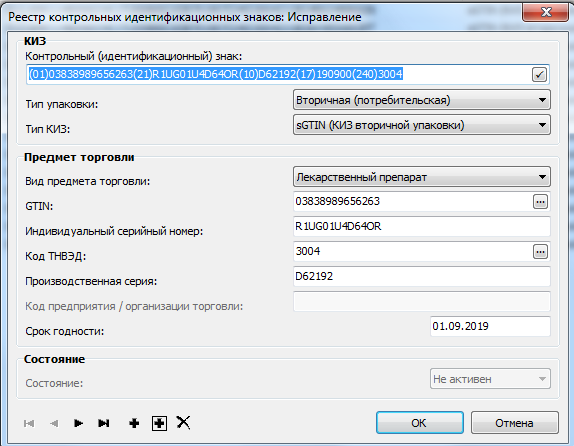 Реестр контрольных идентификационных знаков: Исправление
КИЗ
Контрольный (идентификационный) знак:
(01)03838989656263(21)R1UG01U4D64OR(10)D62192(17)190900(240)3004
Тип упаковки: Вторичная (потребительская)
Тип КИЗ: sGTIN (КИЗ вторичной упаковки)
Предмет торговли
Вид предмета торговли: Лекарственный препарат
GTIN: 03838989656263
Индивидуальный серийный номер: R1UG01U4D64OR
Код ТНВЭД: 3004
Производственная серия: D62192
Код предприятия / организации торговли:
Срок годности: 01.09.2019
Состояние
Состояние: Не активен
ОК Отмена